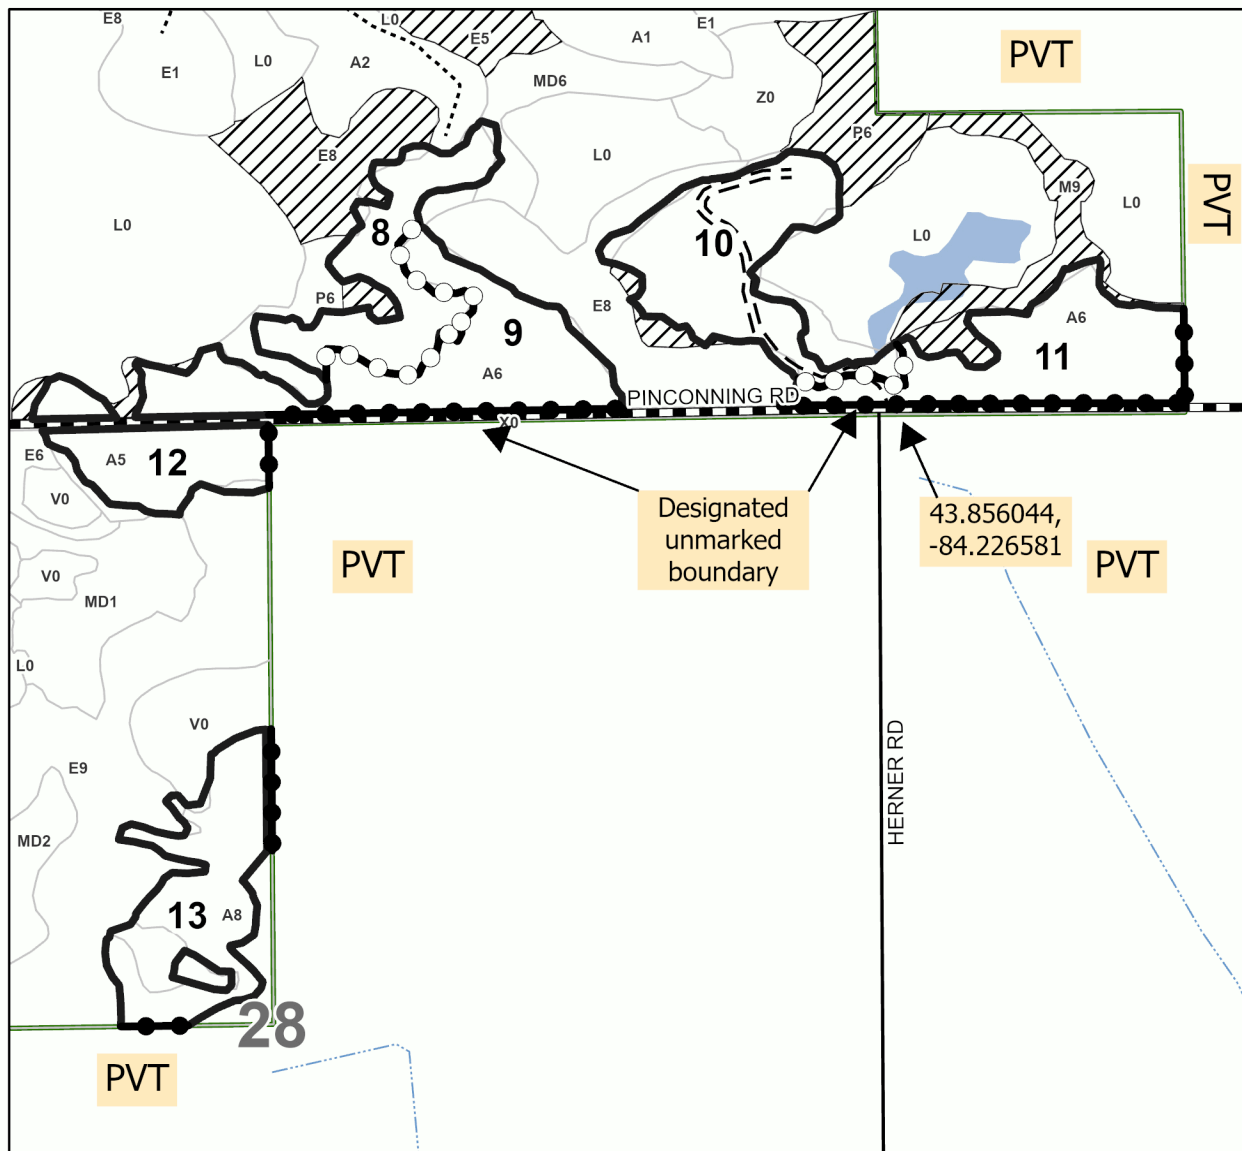 E8
L0
E1
E5
A1
E1
L0
A2
MD6
Z0
PVT
E8
L0
P6
M9
L0
PVT
L0
8
10
L0
P6
E8
9
A6
11
A6
PINCONNING RD
X0
E6
A5
12
V0
Designated
unmarked
boundary
43.856044,
-84.226581
PVT
PVT
V0
MD1
L0
V0
E9
HERNER RD
MD2
13
A8
28
PVT